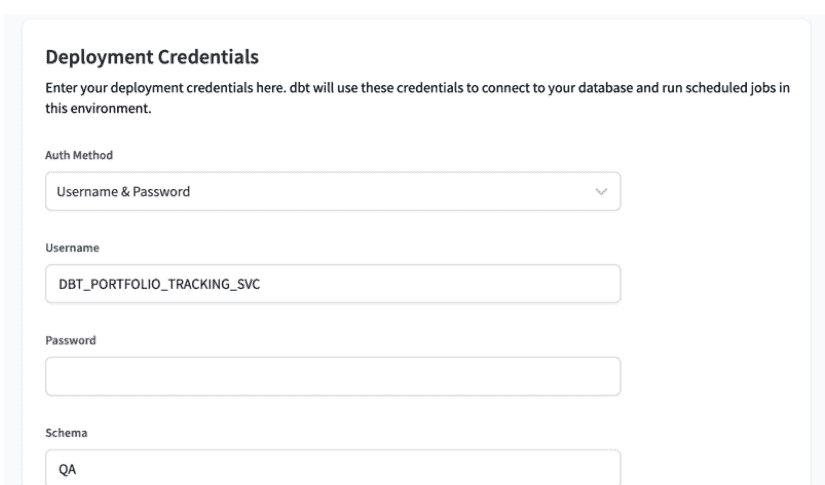 Deployment Credentials
Enter your deployment credentials here. dbt will use these credentials to connect to your database and run scheduled jobs in
this environment.
Auth Method
Username & Password
Username
DBT_PORTFOLIO_TRACKING_SVC
Password
Schema
QA